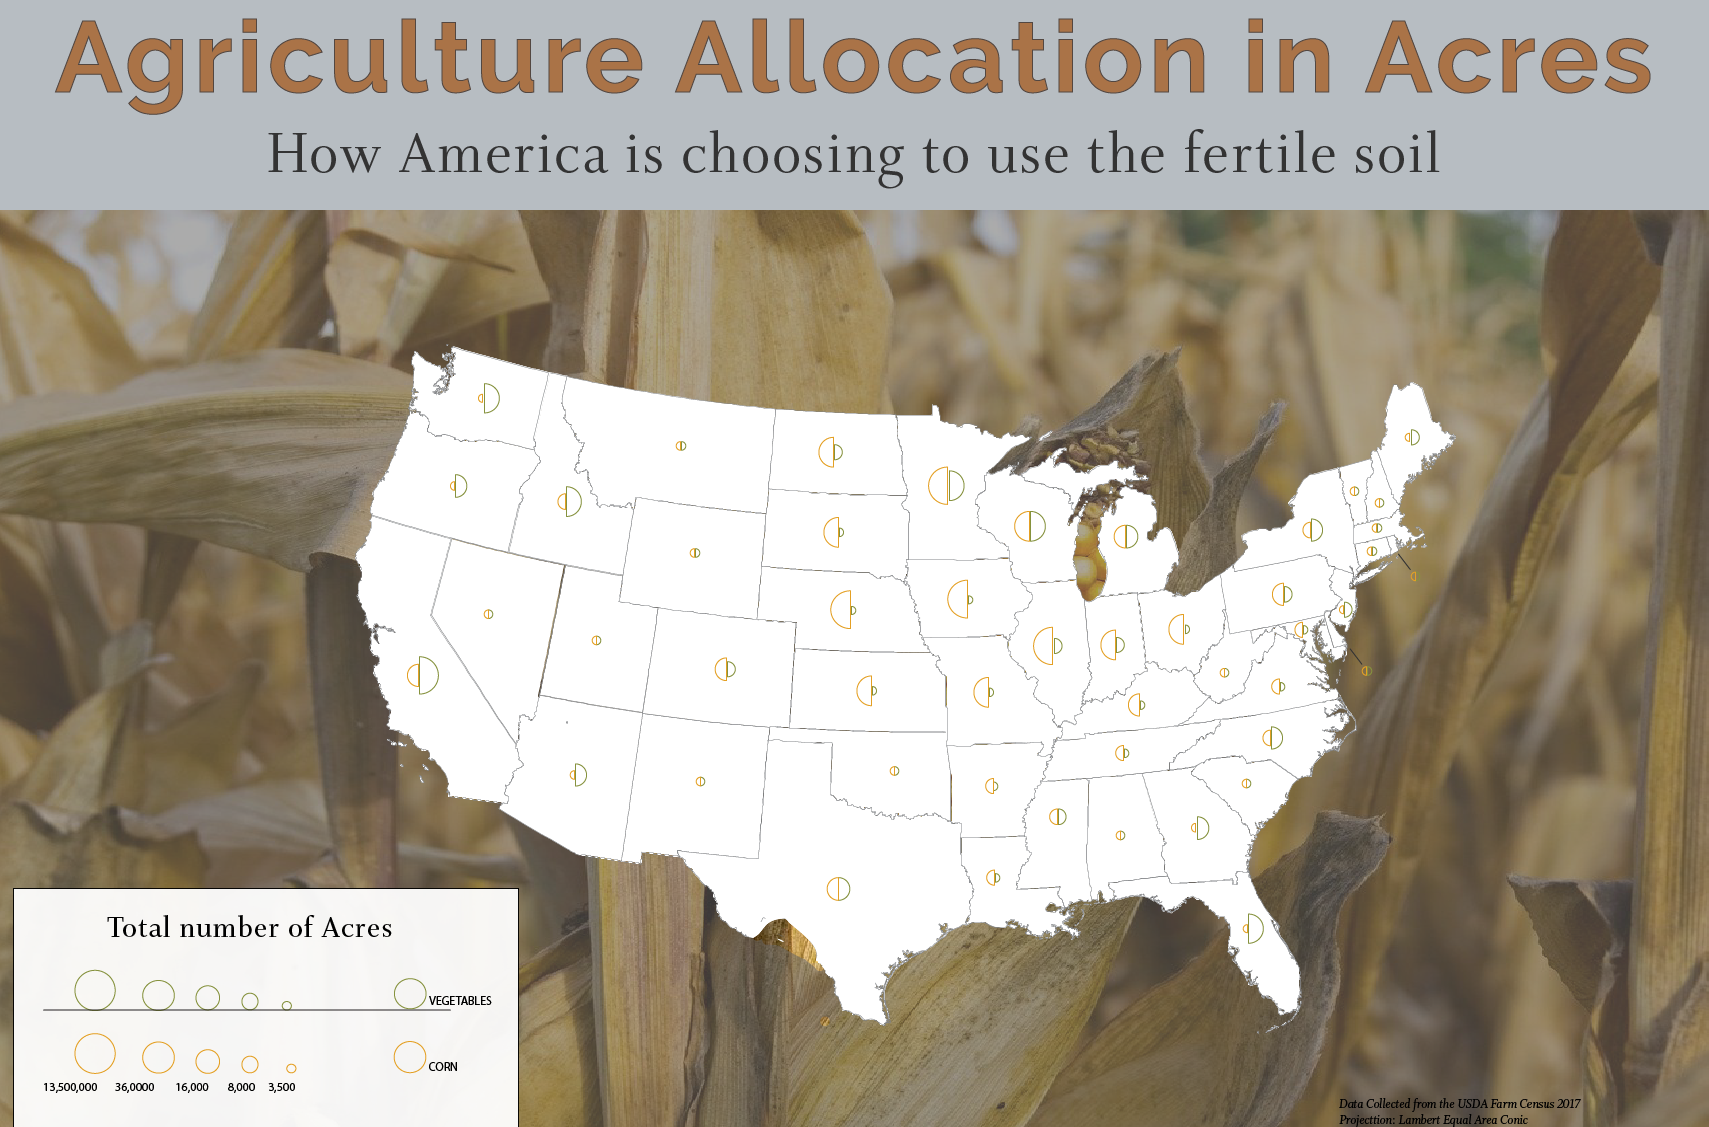 Agriculture Allocation in Acres
How America is choosing to use the fertile soil
Total number of Acres
VEGETABLES
CORN
13,500,000 36,0000 16,000 8,000 3,500
Data Collected from the USDA Farm Census 2017
Projecttion: Lambert Equal Area Conic